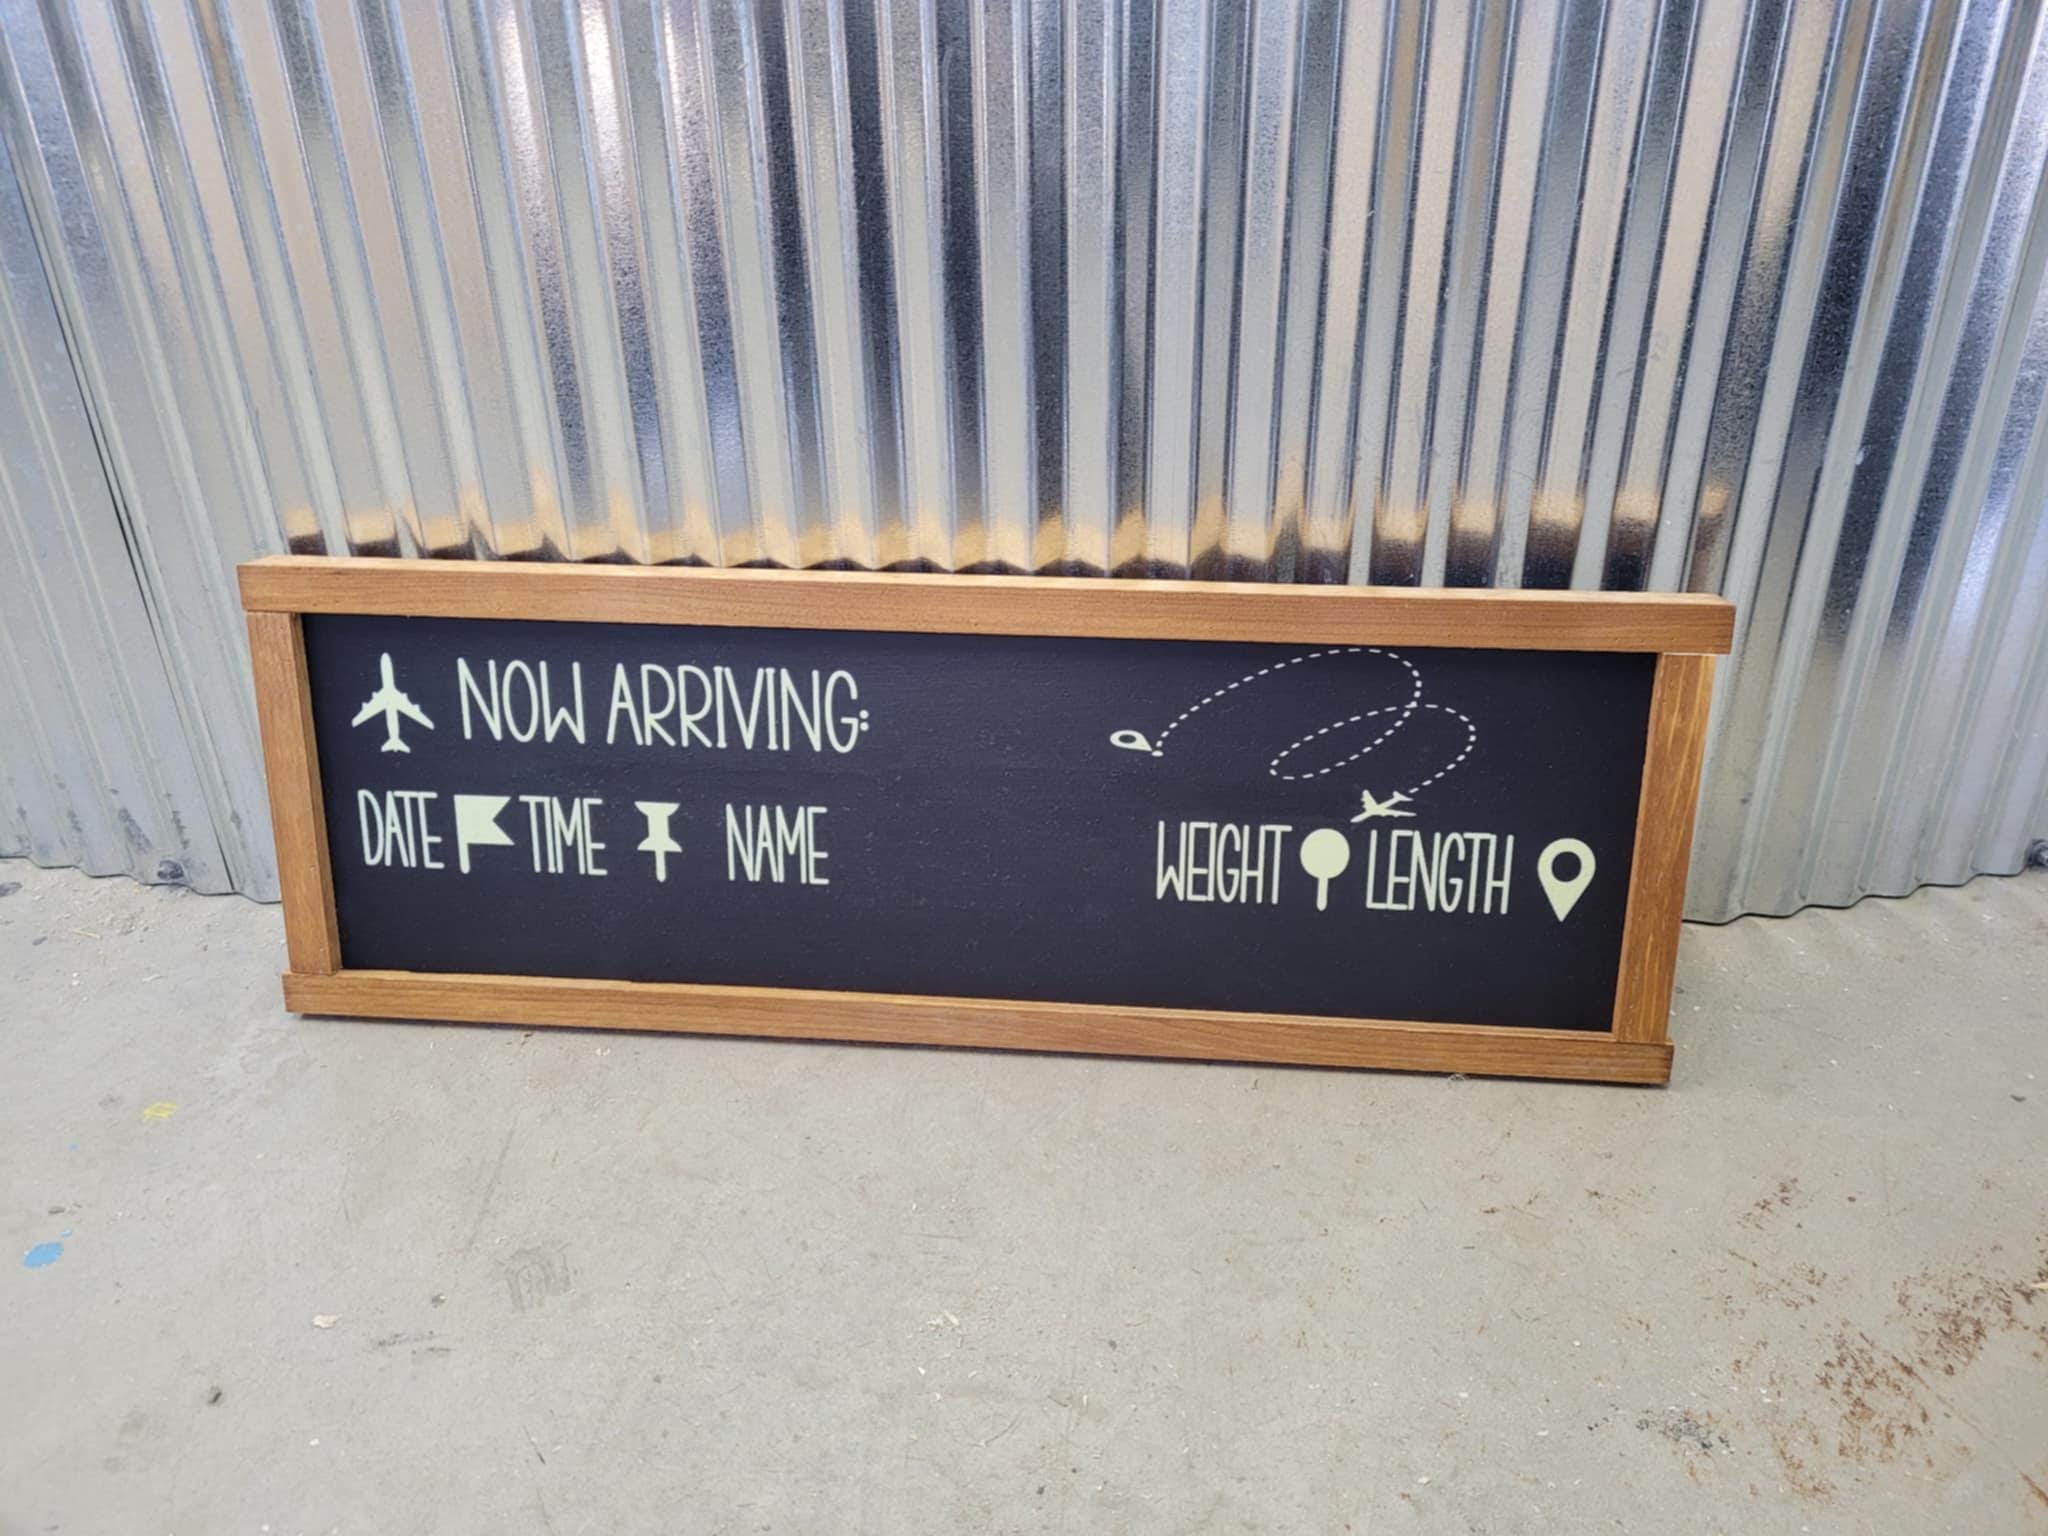 NOW ARRIVING:
DATE TIME NAME WEIGHT LENGTH